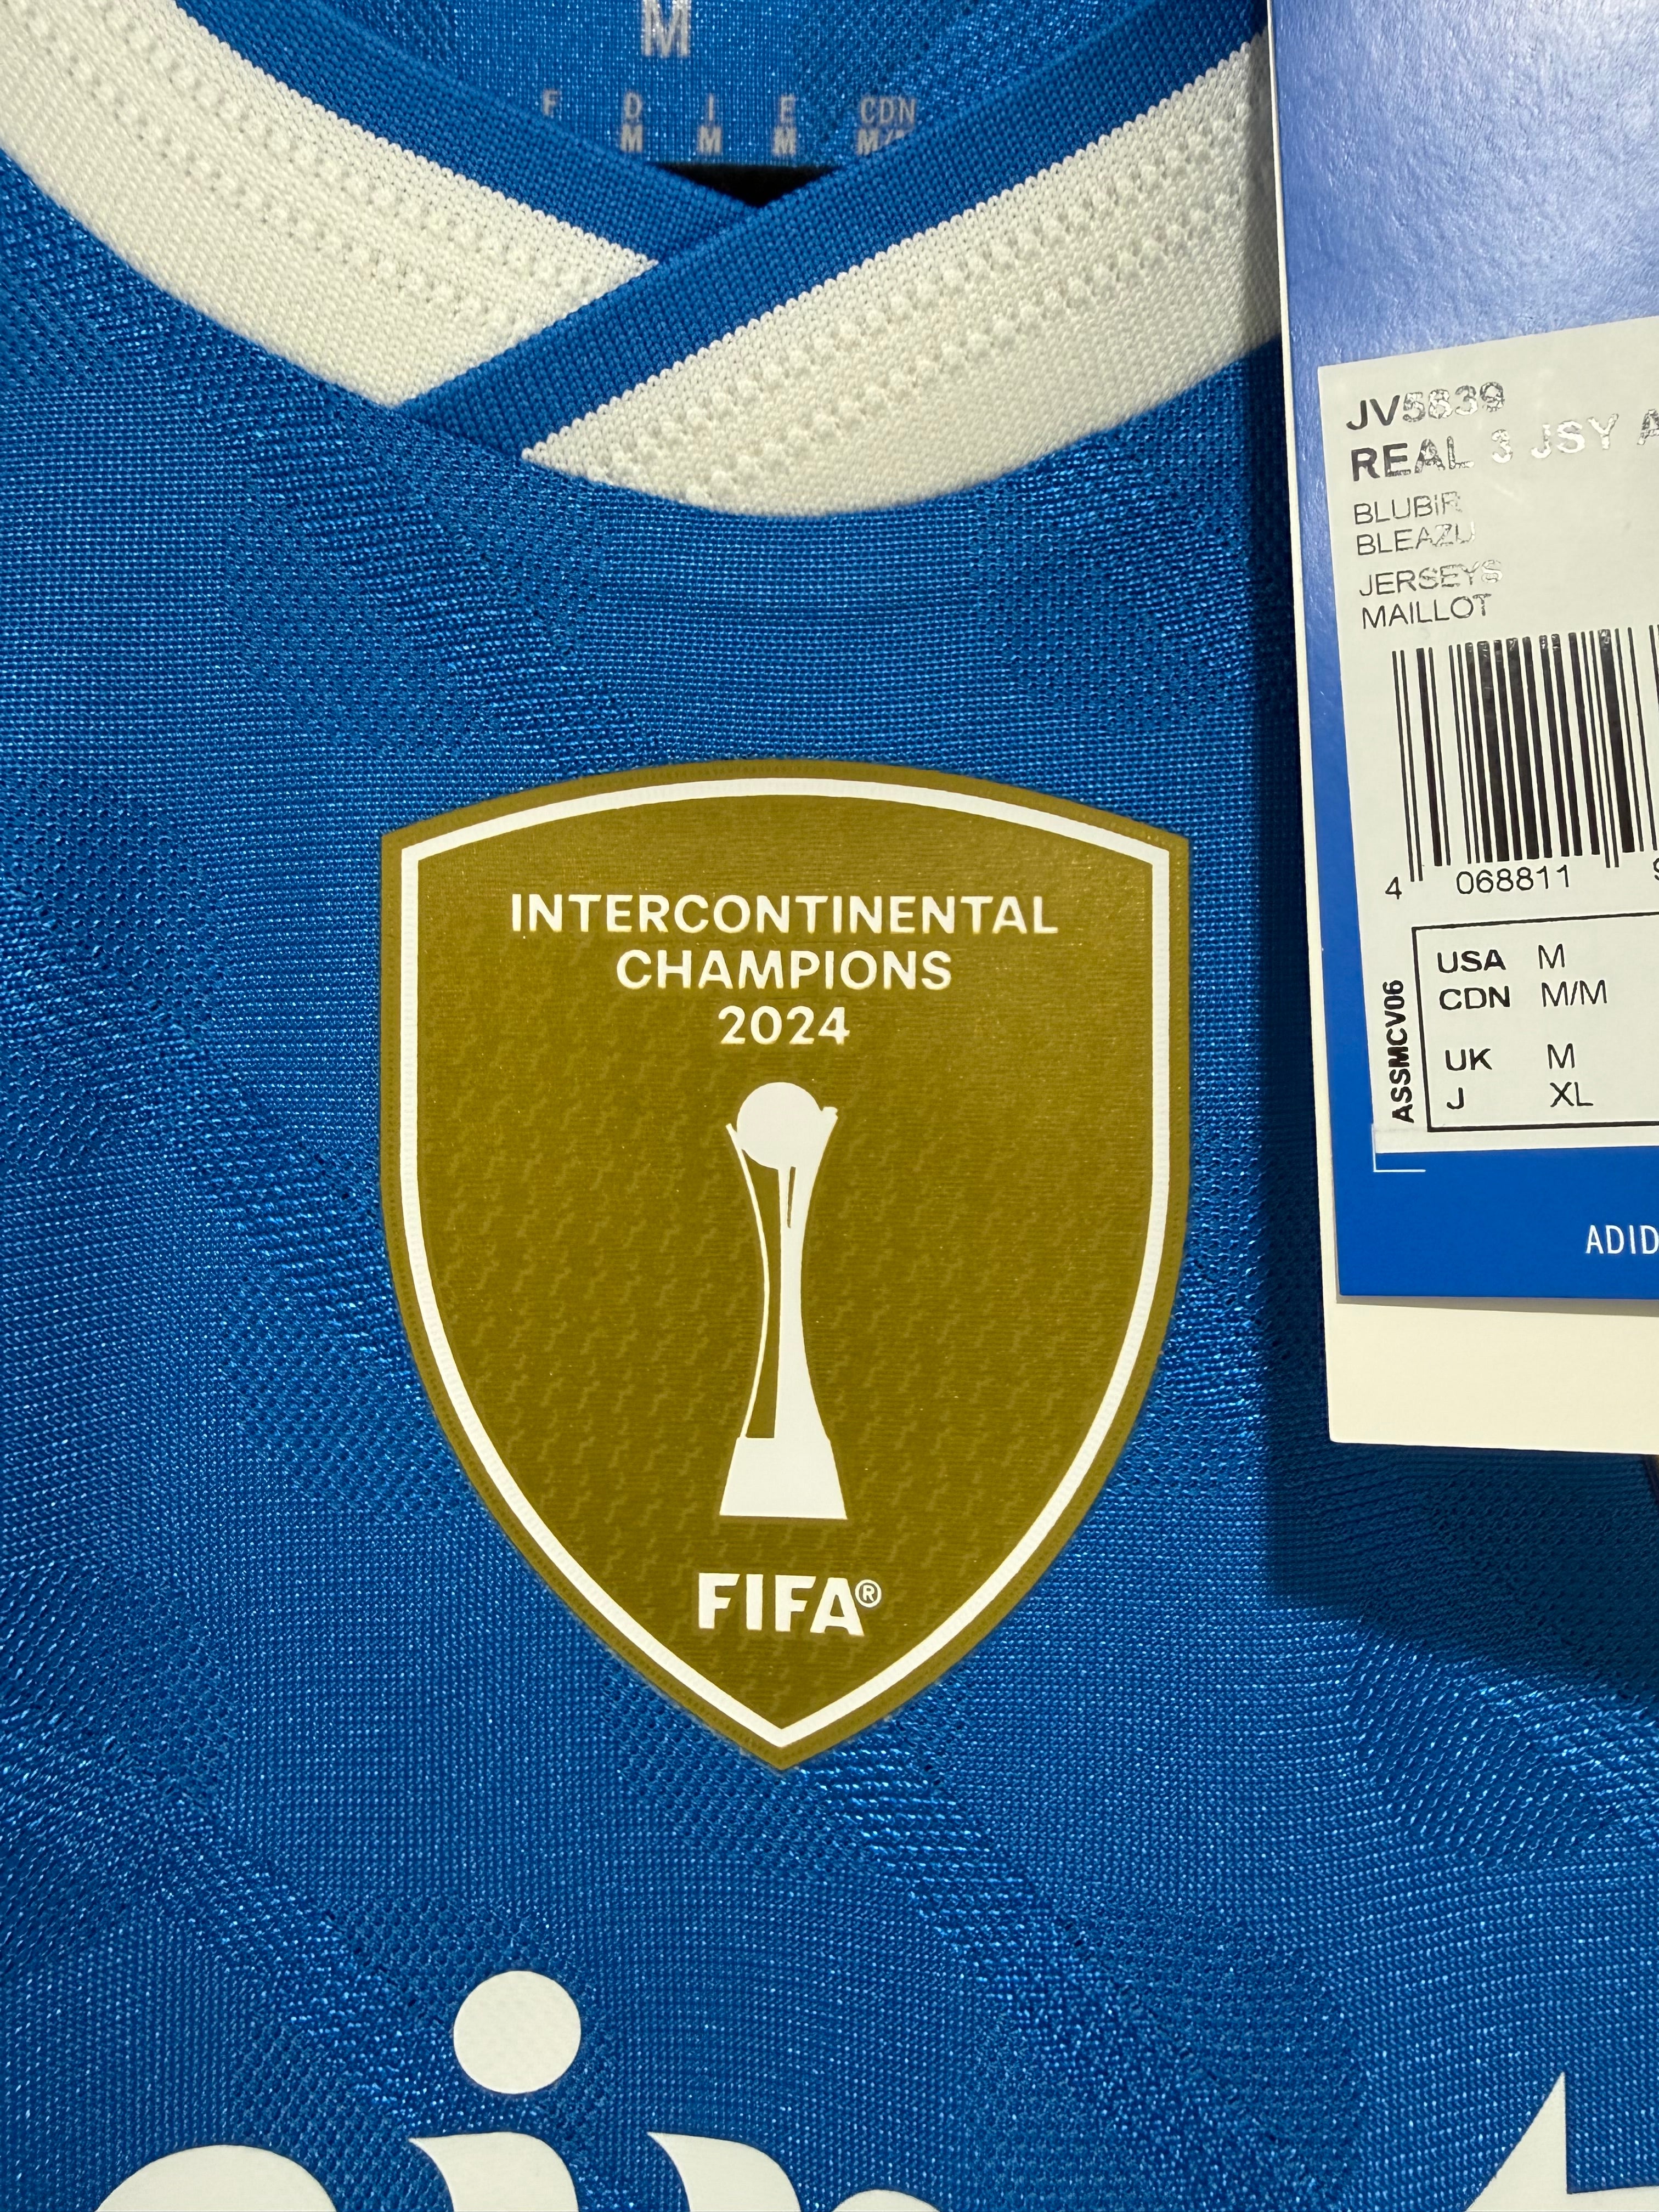 M
F D I E CDN
M M M M/
INTERCONTINENTAL
CHAMPIONS
2024
FIFA®
JV5839
REAL 3 JSY A
BLUBIR
BLEAZU
JERSEYS
MAILLOT
4 068811 9
ASSMCV06
USA M
CDN M/M
UK M
J XL
ADID